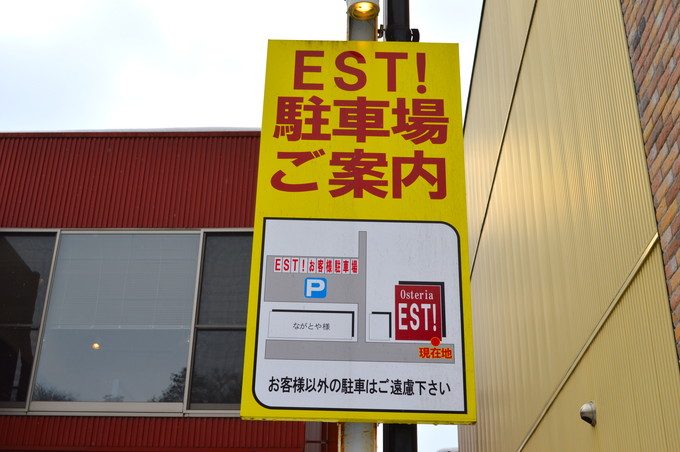 EST!
駐車場
ご案内
EST!お客様駐車場
P
ながとや様
Osteria
EST!
現在地
お客様以外の駐車はご遠慮下さい